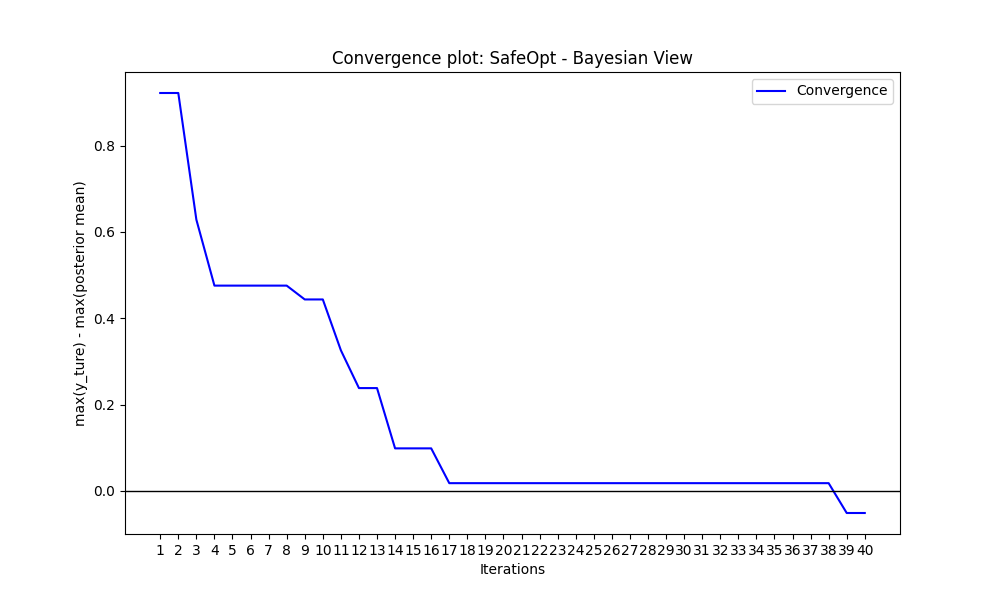 Convergence plot: SafeOpt - Bayesian View
Convergence
max(y_ture) - max(posterior mean)
0.8
0.6
0.4
0.2
0.0
1 2 3 4 5 6 7 8 9 10 11 12 13 14 15 16 17 18 19 20 21 22 23 24 25 26 27 28 29 30 31 32 33 34 35 36 37 38 39 40
Iterations